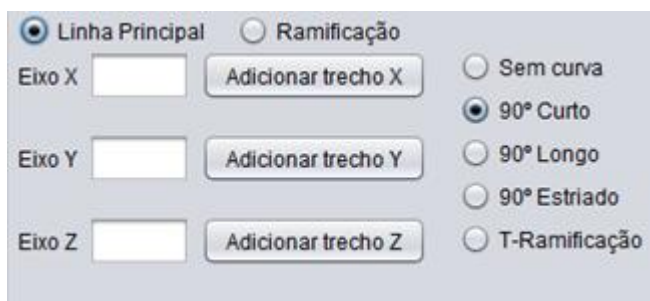 Linha Principal Ramificação
Eixo X Adicionar trecho X
Eixo Y Adicionar trecho Y
Eixo Z Adicionar trecho Z
Sem curva
90º Curto
90º Longo
90º Estriado
T-Ramificação